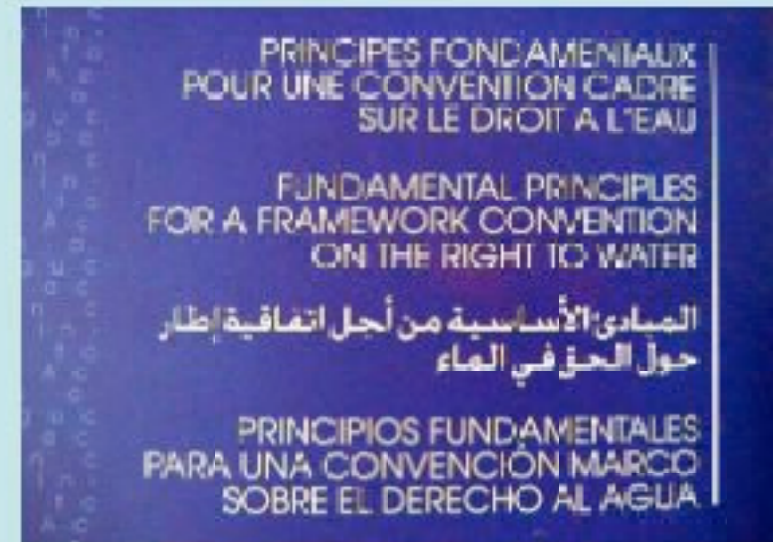 PRINCIPES FONDAMENTAUX
POUR UNE CONVENTION CADRE
SUR LE DROIT A L'EAU
FUNDAMENTAL PRINCIPLES
FOR A FRAMEWORK CONVENTION
ON THE RIGHT TO WATER
المبادئ الأساسية من أجل اتفاقية إطار
حول الحق في الماء
PRINCIPIOS FUNDAMENTALES
PARA UNA CONVENCIÓN MARCO
SOBRE EL DERECHO AL AGUA